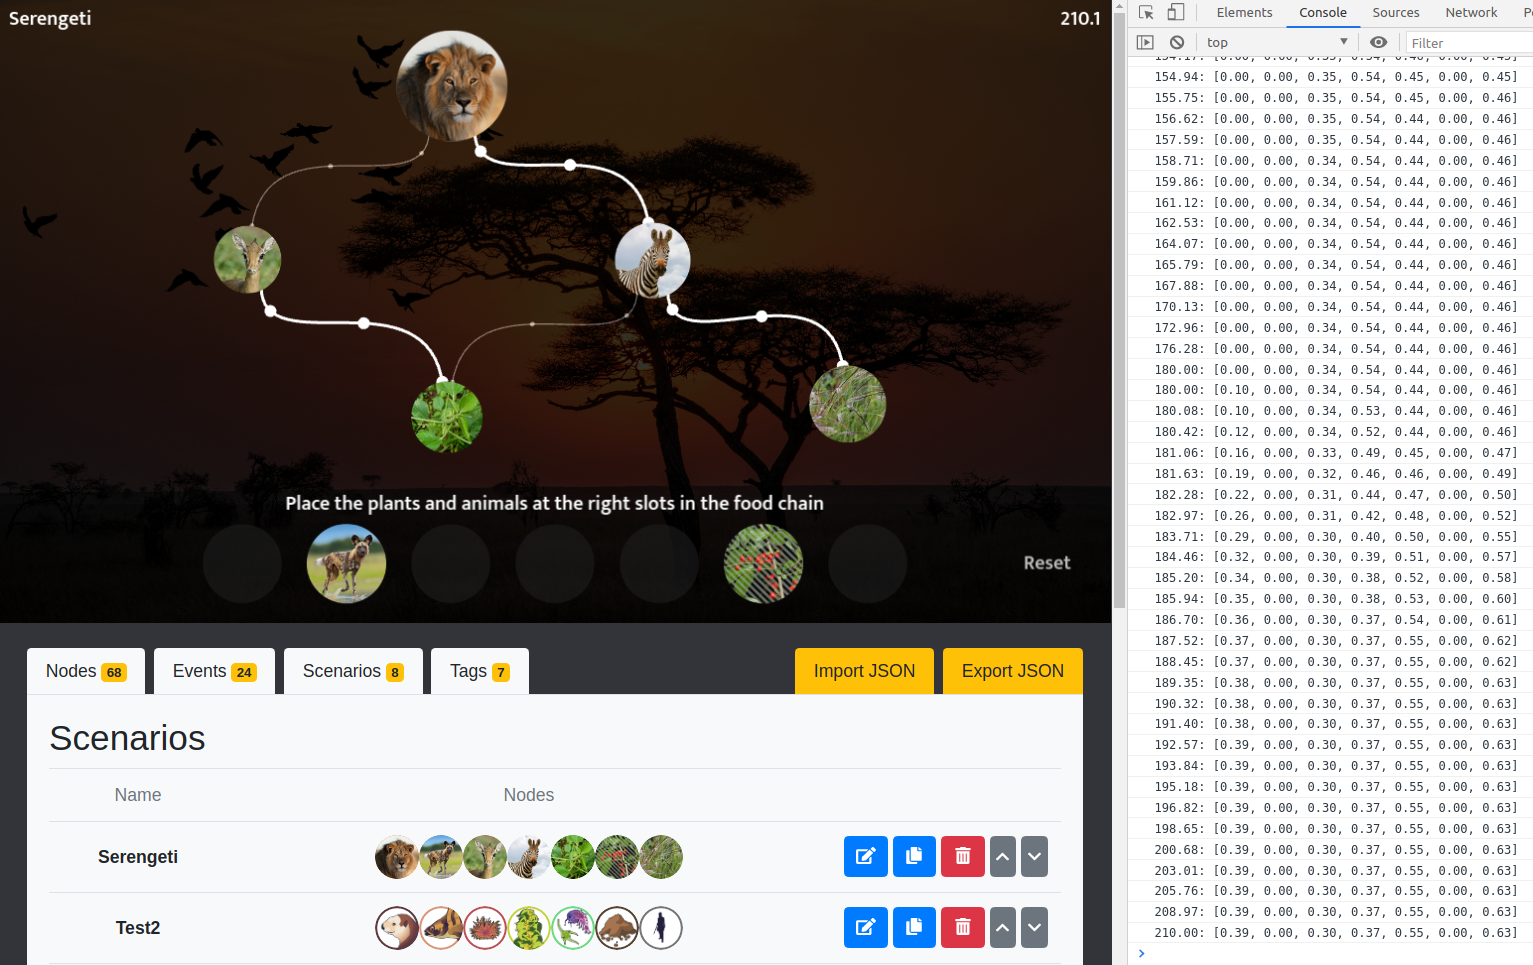 Serengeti
210.1
Place the plants and animals at the right slots in the food chain
Reset
Nodes 68
Events 24
Scenarios 8
Tags 7
Import JSON
Export JSON
Scenarios
Name Nodes
Serengeti
Test2
Elements Console Sources Network
top
Filter
154.94: [0.00, 0.00, 0.35, 0.54, 0.45, 0.00, 0.45]
155.75: [0.00, 0.00, 0.35, 0.54, 0.45, 0.00, 0.46]
156.62: [0.00, 0.00, 0.35, 0.54, 0.44, 0.00, 0.46]
157.59: [0.00, 0.00, 0.35, 0.54, 0.44, 0.00, 0.46]
158.71: [0.00, 0.00, 0.34, 0.54, 0.44, 0.00, 0.46]
159.86: [0.00, 0.00, 0.34, 0.54, 0.44, 0.00, 0.46]
161.12: [0.00, 0.00, 0.34, 0.54, 0.44, 0.00, 0.46]
162.53: [0.00, 0.00, 0.34, 0.54, 0.44, 0.00, 0.46]
164.07: [0.00, 0.00, 0.34, 0.54, 0.44, 0.00, 0.46]
165.79: [0.00, 0.00, 0.34, 0.54, 0.44, 0.00, 0.46]
167.88: [0.00, 0.00, 0.34, 0.54, 0.44, 0.00, 0.46]
170.13: [0.00, 0.00, 0.34, 0.54, 0.44, 0.00, 0.46]
172.96: [0.00, 0.00, 0.34, 0.54, 0.44, 0.00, 0.46]
176.28: [0.00, 0.00, 0.34, 0.54, 0.44, 0.00, 0.46]
180.00: [0.00, 0.00, 0.34, 0.54, 0.44, 0.00, 0.46]
180.00: [0.10, 0.00, 0.34, 0.54, 0.44, 0.00, 0.46]
180.08: [0.10, 0.00, 0.34, 0.53, 0.44, 0.00, 0.46]
180.42: [0.12, 0.00, 0.34, 0.52, 0.44, 0.00, 0.46]
181.06: [0.16, 0.00, 0.33, 0.49, 0.45, 0.00, 0.47]
181.63: [0.19, 0.00, 0.32, 0.46, 0.46, 0.00, 0.49]
182.28: [0.22, 0.00, 0.31, 0.44, 0.47, 0.00, 0.50]
182.97: [0.26, 0.00, 0.31, 0.42, 0.48, 0.00, 0.52]
183.71: [0.29, 0.00, 0.30, 0.40, 0.50, 0.00, 0.55]
184.46: [0.32, 0.00, 0.30, 0.39, 0.51, 0.00, 0.57]
185.20: [0.34, 0.00, 0.30, 0.38, 0.52, 0.00, 0.58]
185.94: [0.35, 0.00, 0.30, 0.38, 0.53, 0.00, 0.60]
186.70: [0.36, 0.00, 0.30, 0.37, 0.54, 0.00, 0.61]
187.52: [0.37, 0.00, 0.30, 0.37, 0.55, 0.00, 0.62]
188.45: [0.37, 0.00, 0.30, 0.37, 0.55, 0.00, 0.62]
189.35: [0.38, 0.00, 0.30, 0.37, 0.55, 0.00, 0.63]
190.32: [0.38, 0.00, 0.30, 0.37, 0.55, 0.00, 0.63]
191.40: [0.38, 0.00, 0.30, 0.37, 0.55, 0.00, 0.63]
192.57: [0.39, 0.00, 0.30, 0.37, 0.55, 0.00, 0.63]
193.84: [0.39, 0.00, 0.30, 0.37, 0.55, 0.00, 0.63]
195.18: [0.39, 0.00, 0.30, 0.37, 0.55, 0.00, 0.63]
196.82: [0.39, 0.00, 0.30, 0.37, 0.55, 0.00, 0.63]
198.65: [0.39, 0.00, 0.30, 0.37, 0.55, 0.00, 0.63]
200.68: [0.39, 0.00, 0.30, 0.37, 0.55, 0.00, 0.63]
203.01: [0.39, 0.00, 0.30, 0.37, 0.55, 0.00, 0.63]
205.76: [0.39, 0.00, 0.30, 0.37, 0.55, 0.00, 0.63]
208.97: [0.39, 0.00, 0.30, 0.37, 0.55, 0.00, 0.63]
210.00: [0.39, 0.00, 0.30, 0.37, 0.55, 0.00, 0.63]